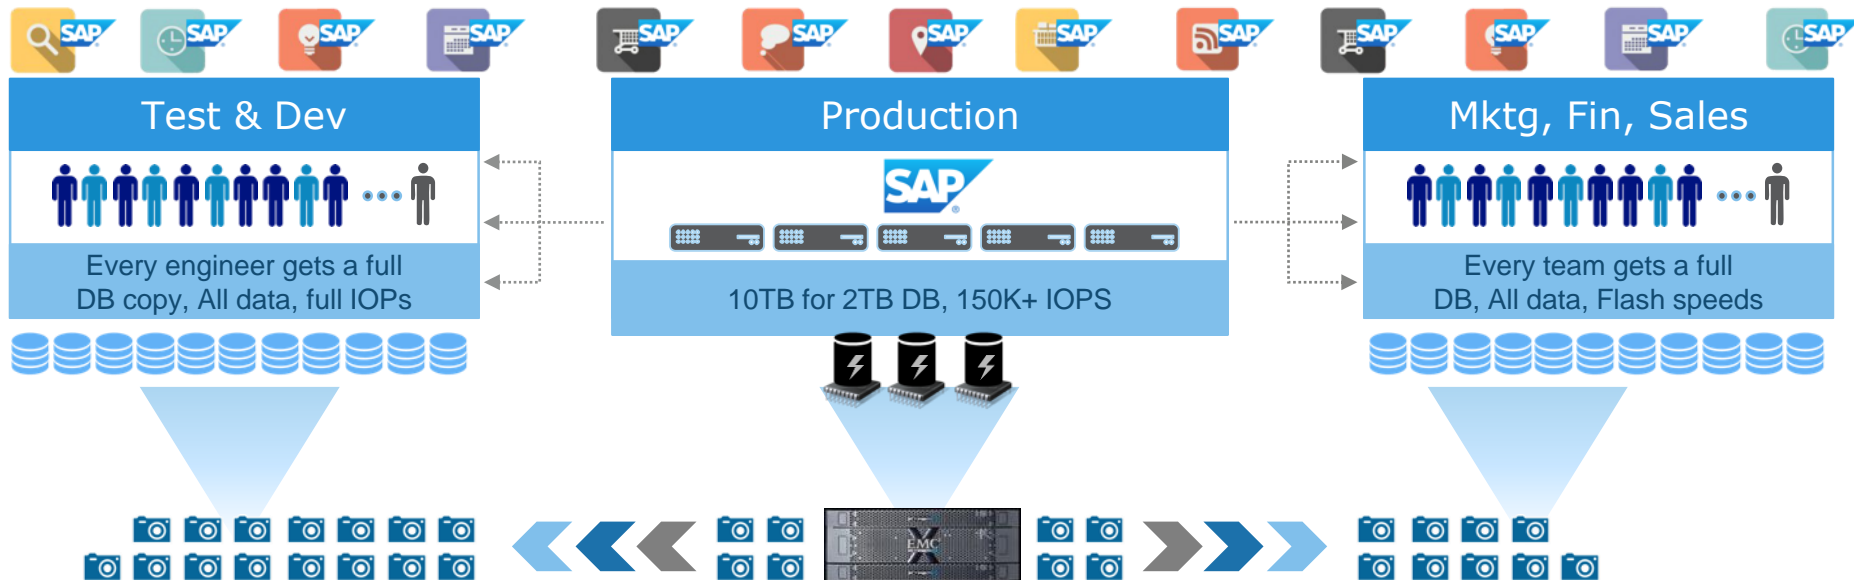 SAP SAP SAP SAP SAP SAP SAP SAP SAP SAP SAP SAP SAP
Test & Dev
Every engineer gets a full
DB copy, All data, full IOPs
Production
SAP
10TB for 2TB DB, 150K+ IOPS
Mktg, Fin, Sales
Every team gets a full
DB, All data, Flash speeds
EMC
X